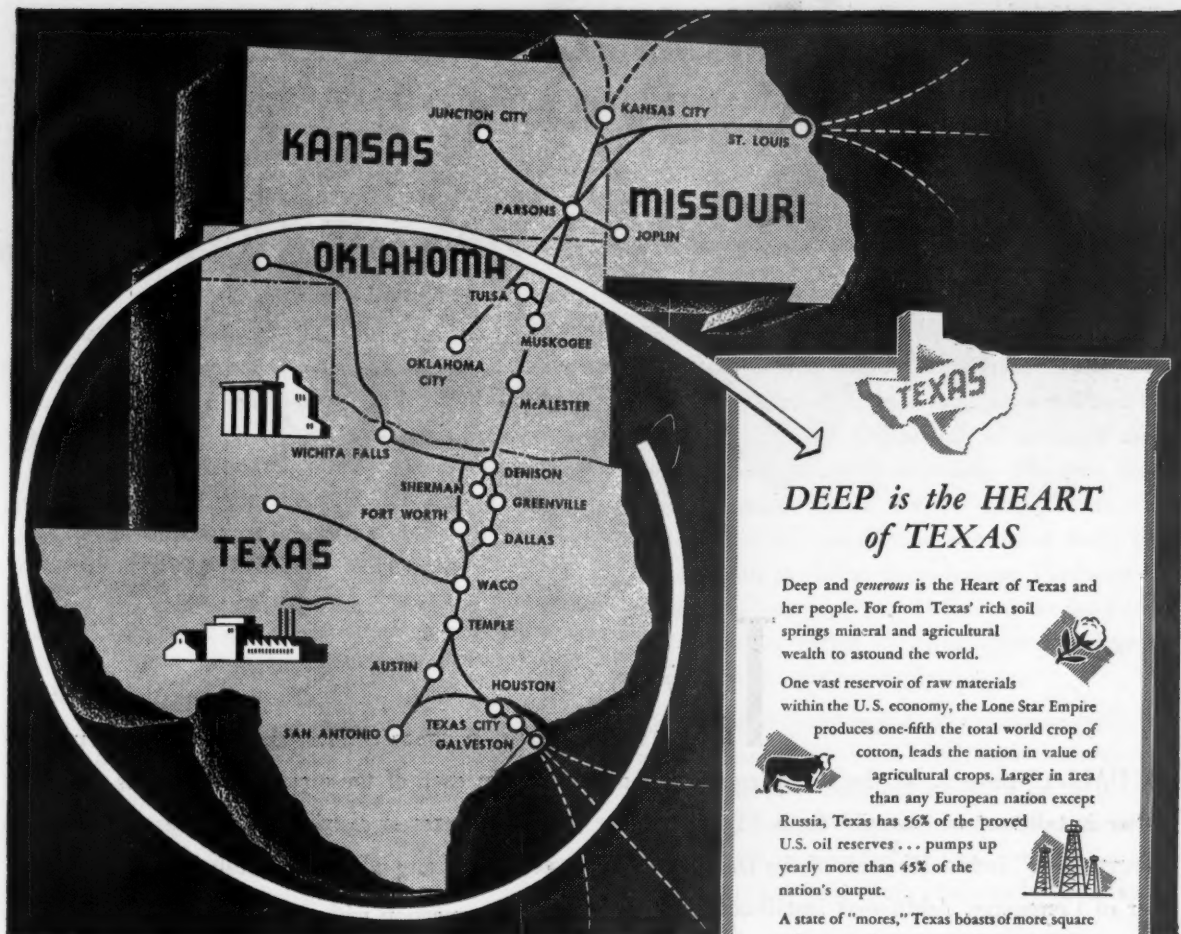 KANSAS CITY
JUNCTION CITY
KANSAS
ST. LOUIS
MISSOURI
PARSONS
JOPLIN
OKLAHOMA
TULSA
MUSKOGEE
OKLAHOMA
CITY
McALESTER
WICHITA FALLS
DENISON
SHERMAN
GREENVILLE
FORT WORTH
DALLAS
TEXAS
WACO
TEMPLE
AUSTIN
HOUSTON
TEXAS CITY
SAN ANTONIO
GALVESTON
TEXAS
DEEP is the HEART
of TEXAS
Deep and generous is the Heart of Texas and
her people. For from Texas' rich soil
springs mineral and agricultural
wealth to astound the world.
One vast reservoir of raw materials
within the U. S. economy, the Lone Star Empire
produces one-fifth the total world crop of
cotton, leads the nation in value of
agricultural crops. Larger in area
than any European nation except
Russia, Texas has 56% of the proved
U.S. oil reserves . . . pumps up
yearly more than 45% of the
nation's output.
A state of "mores," Texas boasts of more square